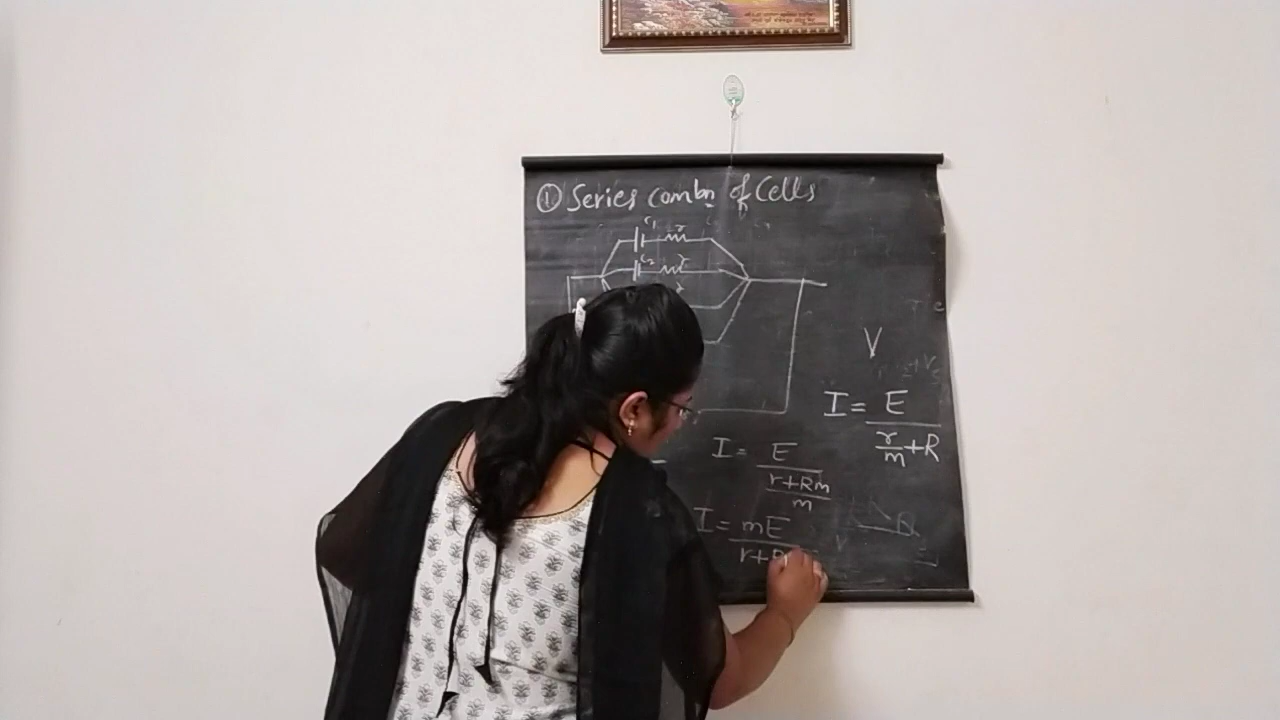 ① Series combn of Cells
r
r
r
V
I = E / (r/m + R)
I = E / ((r+Rm)/m)
I = mE / (r+R